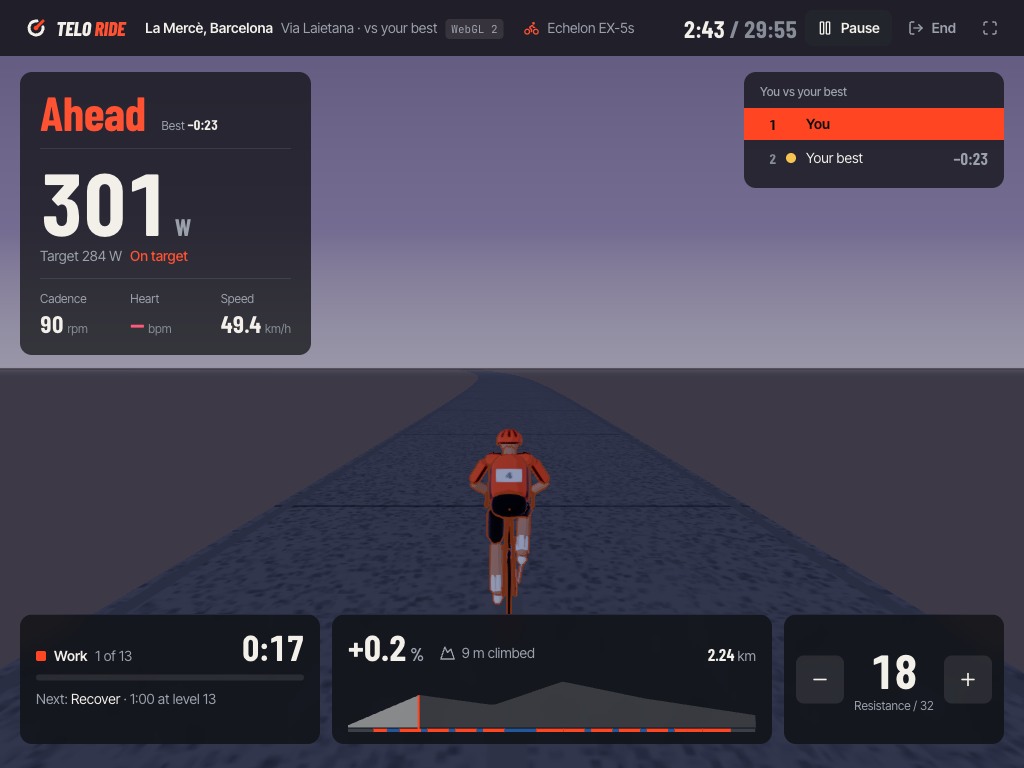 TELO RIDE
La Mercè, Barcelona Via Laietana · vs your best WebGL 2
Echelon EX-5s
2:43 / 29:55
Pause
End
Ahead Best −0:23
301 W
Target 284 W On target
Cadence Heart Speed
90 rpm – bpm 49.4 km/h
You vs your best
1 You
2 Your best −0:23
4
Work 1 of 13 0:17
Next: Recover · 1:00 at level 13
+0.2 % 9 m climbed 2.24 km
− 18 +
Resistance / 32